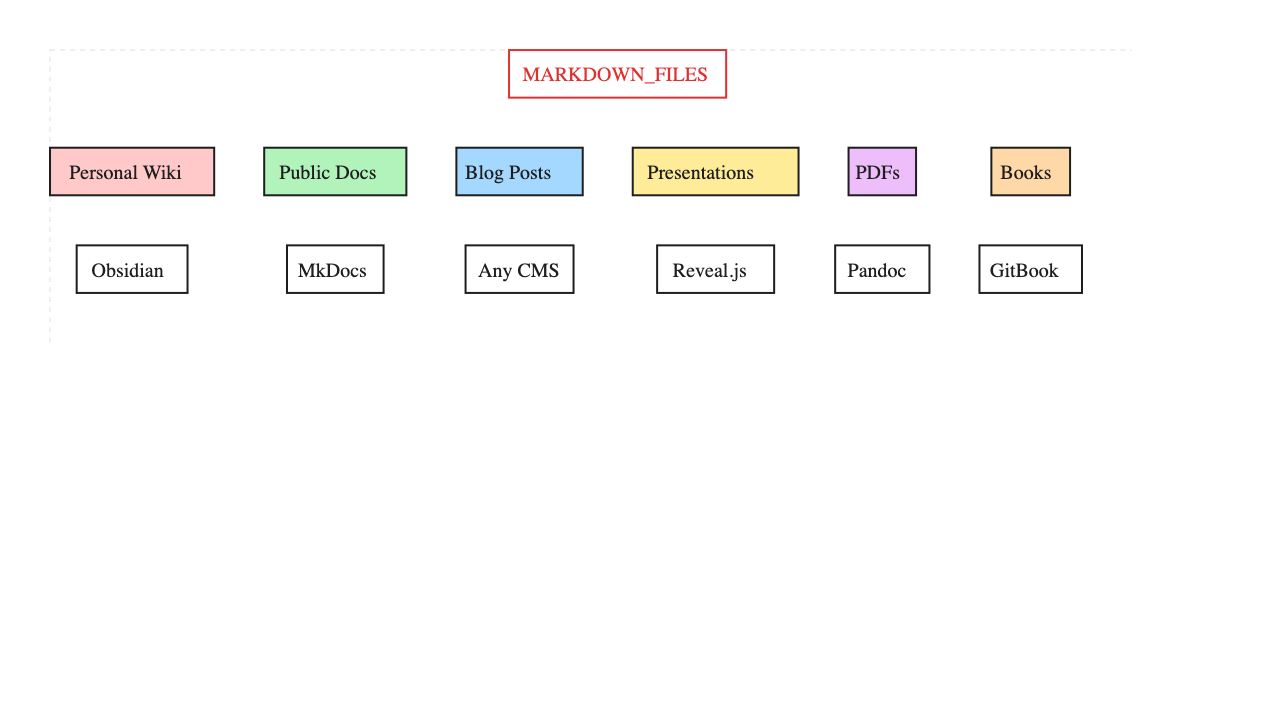 MARKDOWN_FILES
Personal Wiki
Public Docs
Blog Posts
Presentations
PDFs
Books
Obsidian
MkDocs
Any CMS
Reveal.js
Pandoc
GitBook